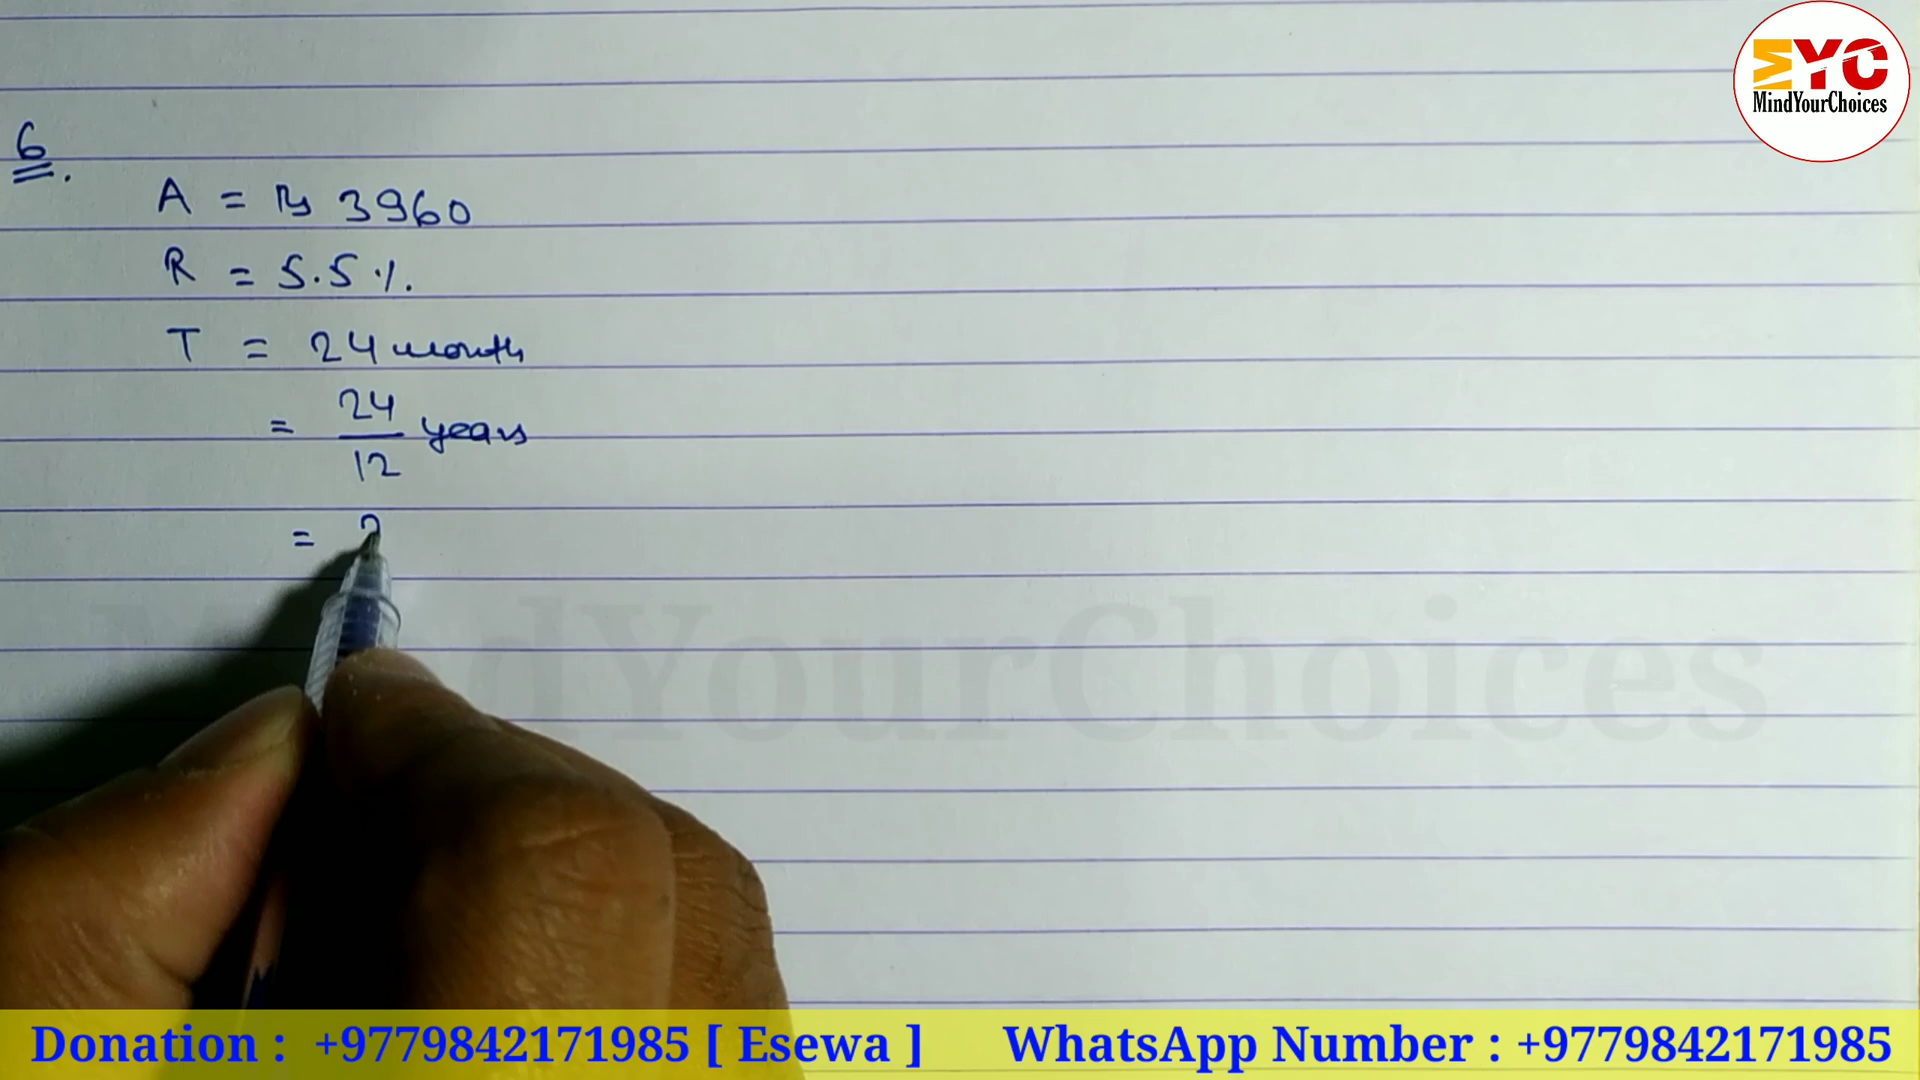 MYC
MindYourChoices
6.
A = Rs 3960
R = 5.5 %.
T = 24 month
= 24/12 years
= 2
MindYourChoices
Donation : +9779842171985 [ Esewa ] WhatsApp Number : +9779842171985